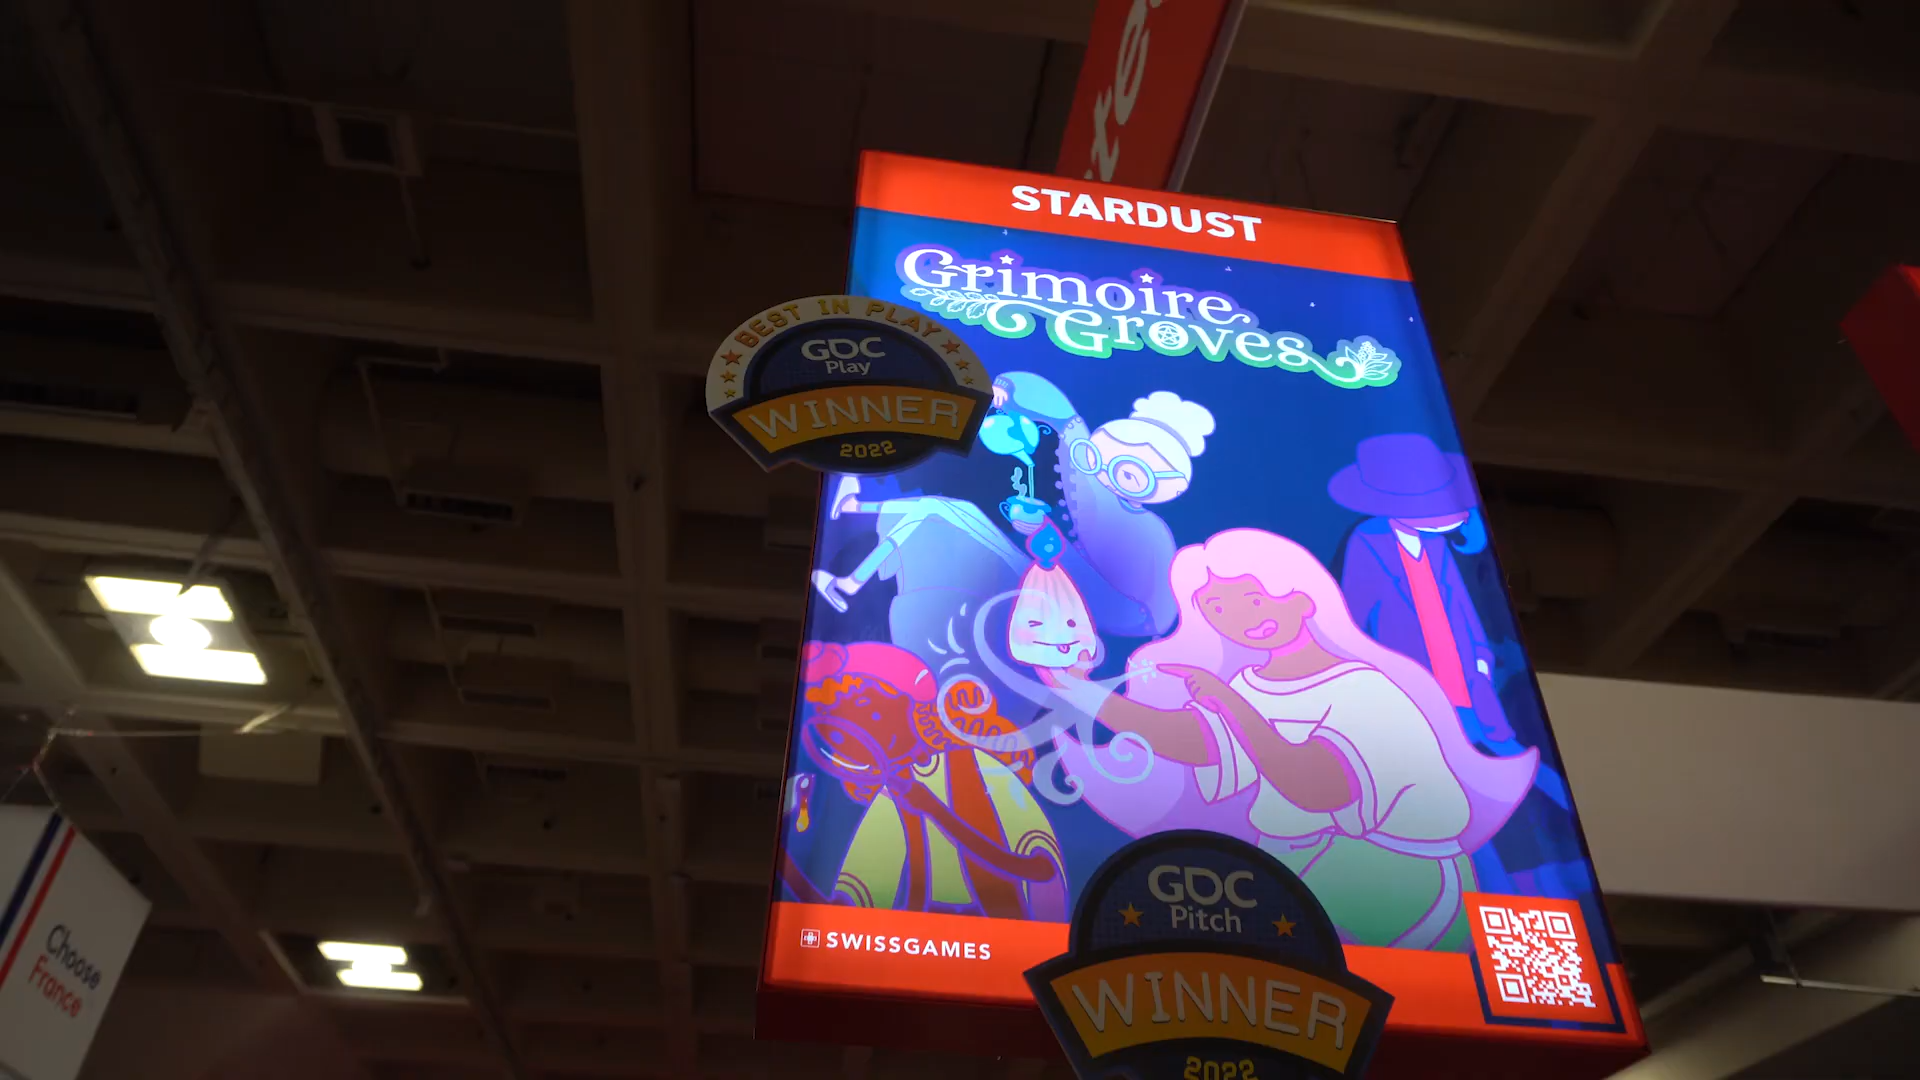 STARDUST
Grimoire
Groves
BEST IN PLAY
GDC
Play
WINNER
2022
GDC
Pitch
WINNER
2022
SWISSGAMES
Choose
France